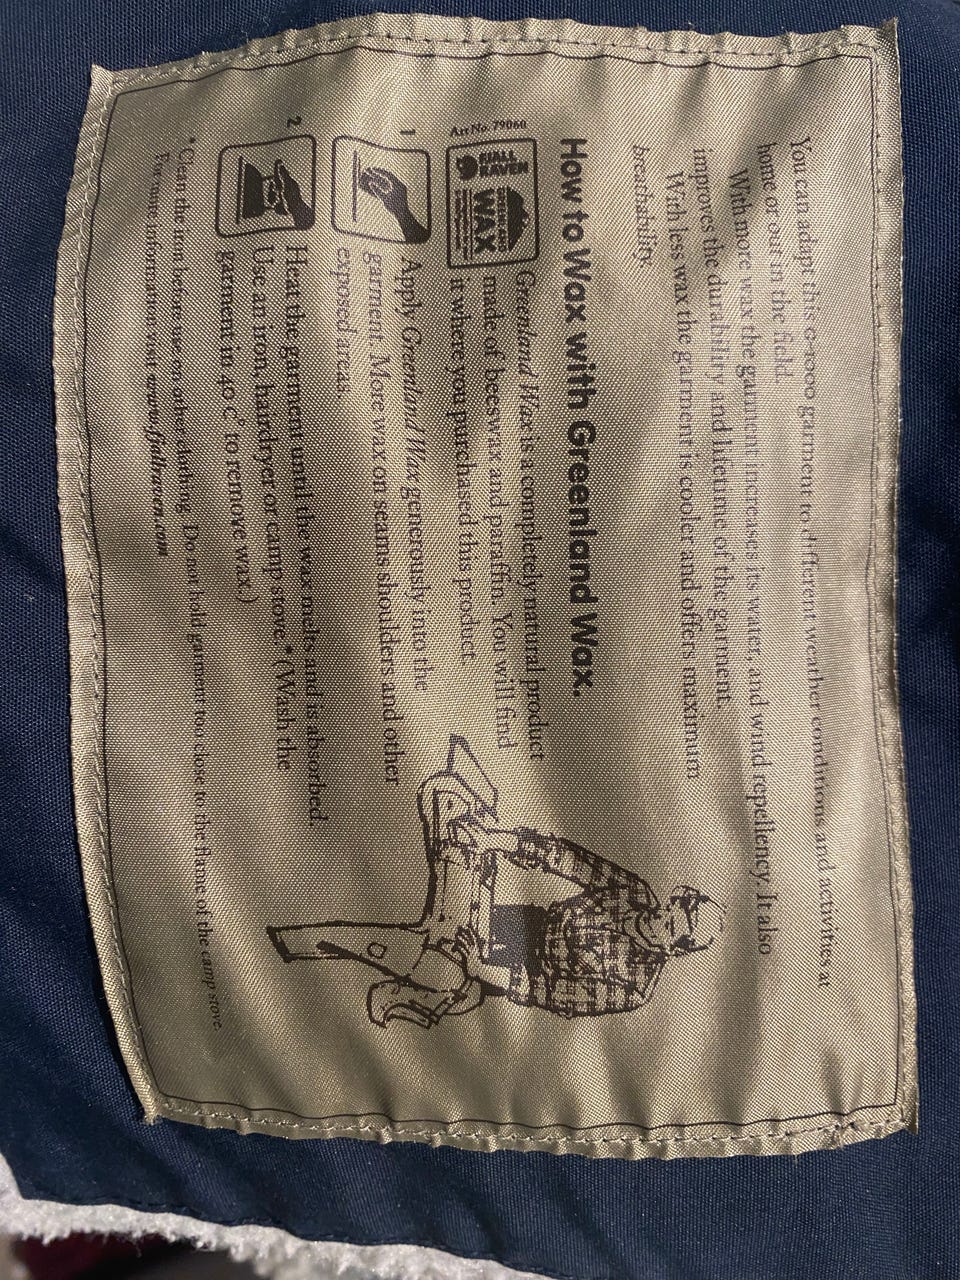 You can adapt this G-1000 garment to different weather conditions and activities at
home or out in the field.
With more wax the garment increases its water, and wind repellency. It also
improves the durability and lifetime of the garment.
With less wax the garment is cooler and offers maximum
breathability.
How to Wax with Greenland Wax.
Art No. 79060
FJÄLL
RÄVEN
WAX
Greenland Wax is a completely natural product
made of beeswax and paraffin. You will find
it where you purchased this product.
1
Apply Greenland Wax generously into the
garment. More wax on seams shoulders and other
exposed areas.
2
Heat the garment until the wax melts and is absorbed.
Use an iron, hairdryer or camp stove.* (Wash the
garment in 40 C° to remove wax.)
* Clean the iron before use on other clothing. Do not hold garment too close to the flame of the camp stove.
For more information visit www.fjallraven.com